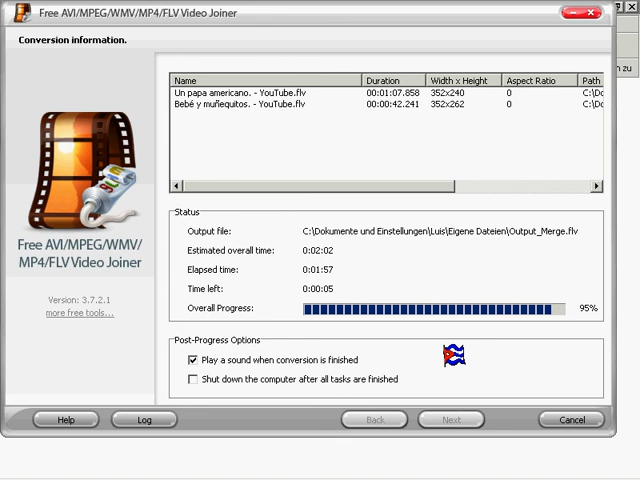 Free AVI/MPEG/WMV/MP4/FLV Video Joiner
Conversion information.
n zu
Name Duration Width x Height Aspect Ratio Path
Un papa americano. - YouTube.flv 00:01:07.858 352x240 0 C:\Do
Bebé y muñequitos. - YouTube.flv 00:00:42.241 352x262 0 C:\Do
Free AVI/MPEG/WMV/
MP4/FLV Video Joiner
Version: 3.7.2.1
more free tools...
Status
Output file: C:\Dokumente und Einstellungen\Luis\Eigene Dateien\Output_Merge.flv
Estimated overall time: 0:02:02
Elapsed time: 0:01:57
Time left: 0:00:05
Overall Progress: 95%
Post-Progress Options
Play a sound when conversion is finished
Shut down the computer after all tasks are finished
Help Log Back Next Cancel